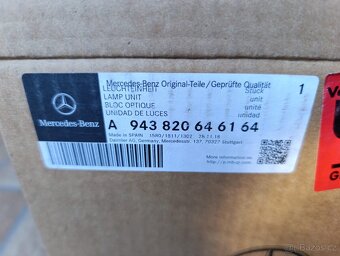 Mercedes-Benz Original-Teile/Geprüfte Qualität
LEUCHTEINHEIT Stück 1
LAMP UNIT unit
BLOC OPTIQUE unité
UNIDAD DE LUCES unidad
Mercedes-Benz
A 943 820 64 61 64
Made in SPAIN
Daimler AG, Germany, Mercedesstr. 137, 70327 Stuttgart
More information on